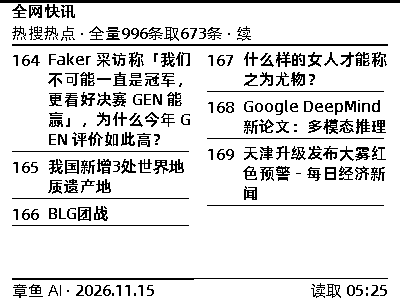 全网快讯
热搜热点 · 全量996条取673条 · 续
164 Faker 采访称「我们
不可能一直是冠军，
更看好决赛 GEN 能
赢」，为什么今年 G
EN 评价如此高？
165 我国新增3处世界地
质遗产地
166 BLG团战
167 什么样的女人才能称
之为尤物？
168 Google DeepMind
新论文：多模态推理
169 天津升级发布大雾红
色预警 - 每日经济新
闻
章鱼 AI · 2026.11.15
读取 05:25